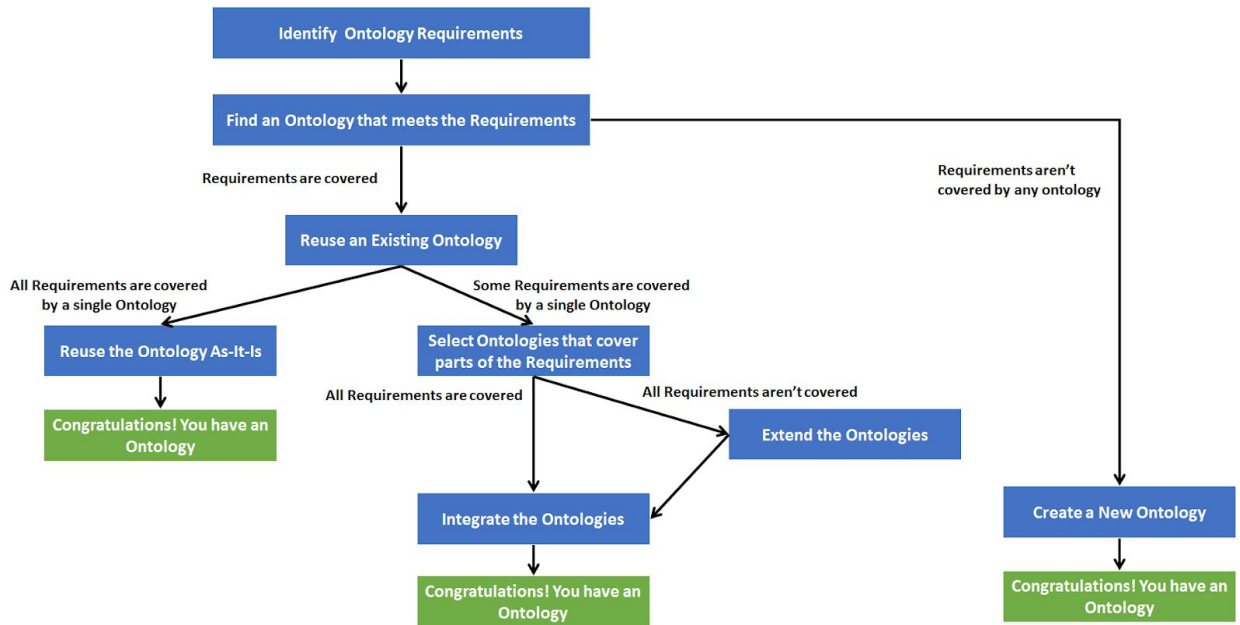 Identify Ontology Requirements
Find an Ontology that meets the Requirements
Requirements are covered
Requirements aren't
covered by any ontology
Reuse an Existing Ontology
All Requirements are covered
by a single Ontology
Some Requirements are covered
by a single Ontology
Reuse the Ontology As-It-Is
Select Ontologies that cover
parts of the Requirements
All Requirements are covered
All Requirements aren't covered
Congratulations! You have an
Ontology
Extend the Ontologies
Integrate the Ontologies
Create a New Ontology
Congratulations! You have an
Ontology
Congratulations! You have an
Ontology